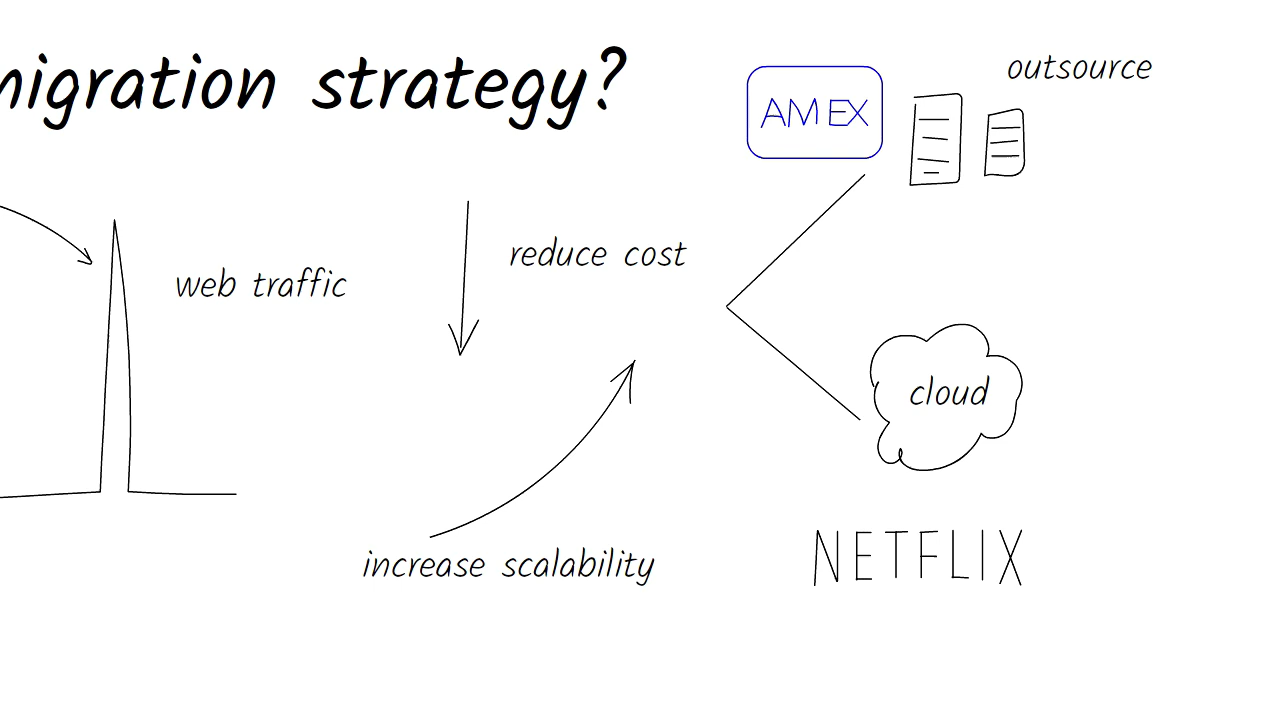 migration strategy?
AMEX
outsource
web traffic
reduce cost
cloud
increase scalability
NETFLIX